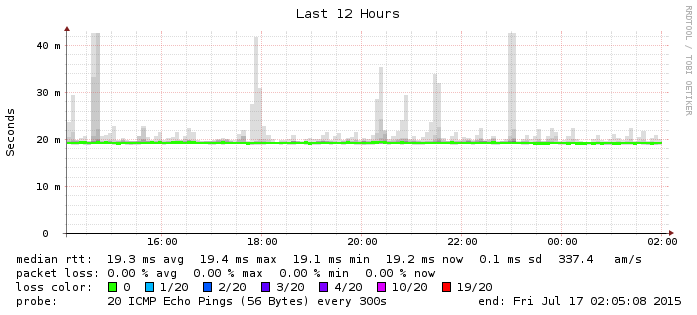 Last 12 Hours
RRDTOOL / TOBI OETIKER
Seconds
40 m
30 m
20 m
10 m
0
16:00 18:00 20:00 22:00 00:00 02:00
median rtt: 19.3 ms avg 19.4 ms max 19.1 ms min 19.2 ms now 0.1 ms sd 337.4 am/s
packet loss: 0.00 % avg 0.00 % max 0.00 % min 0.00 % now
loss color: 0 1/20 2/20 3/20 4/20 10/20 19/20
probe: 20 ICMP Echo Pings (56 Bytes) every 300s end: Fri Jul 17 02:05:08 2015